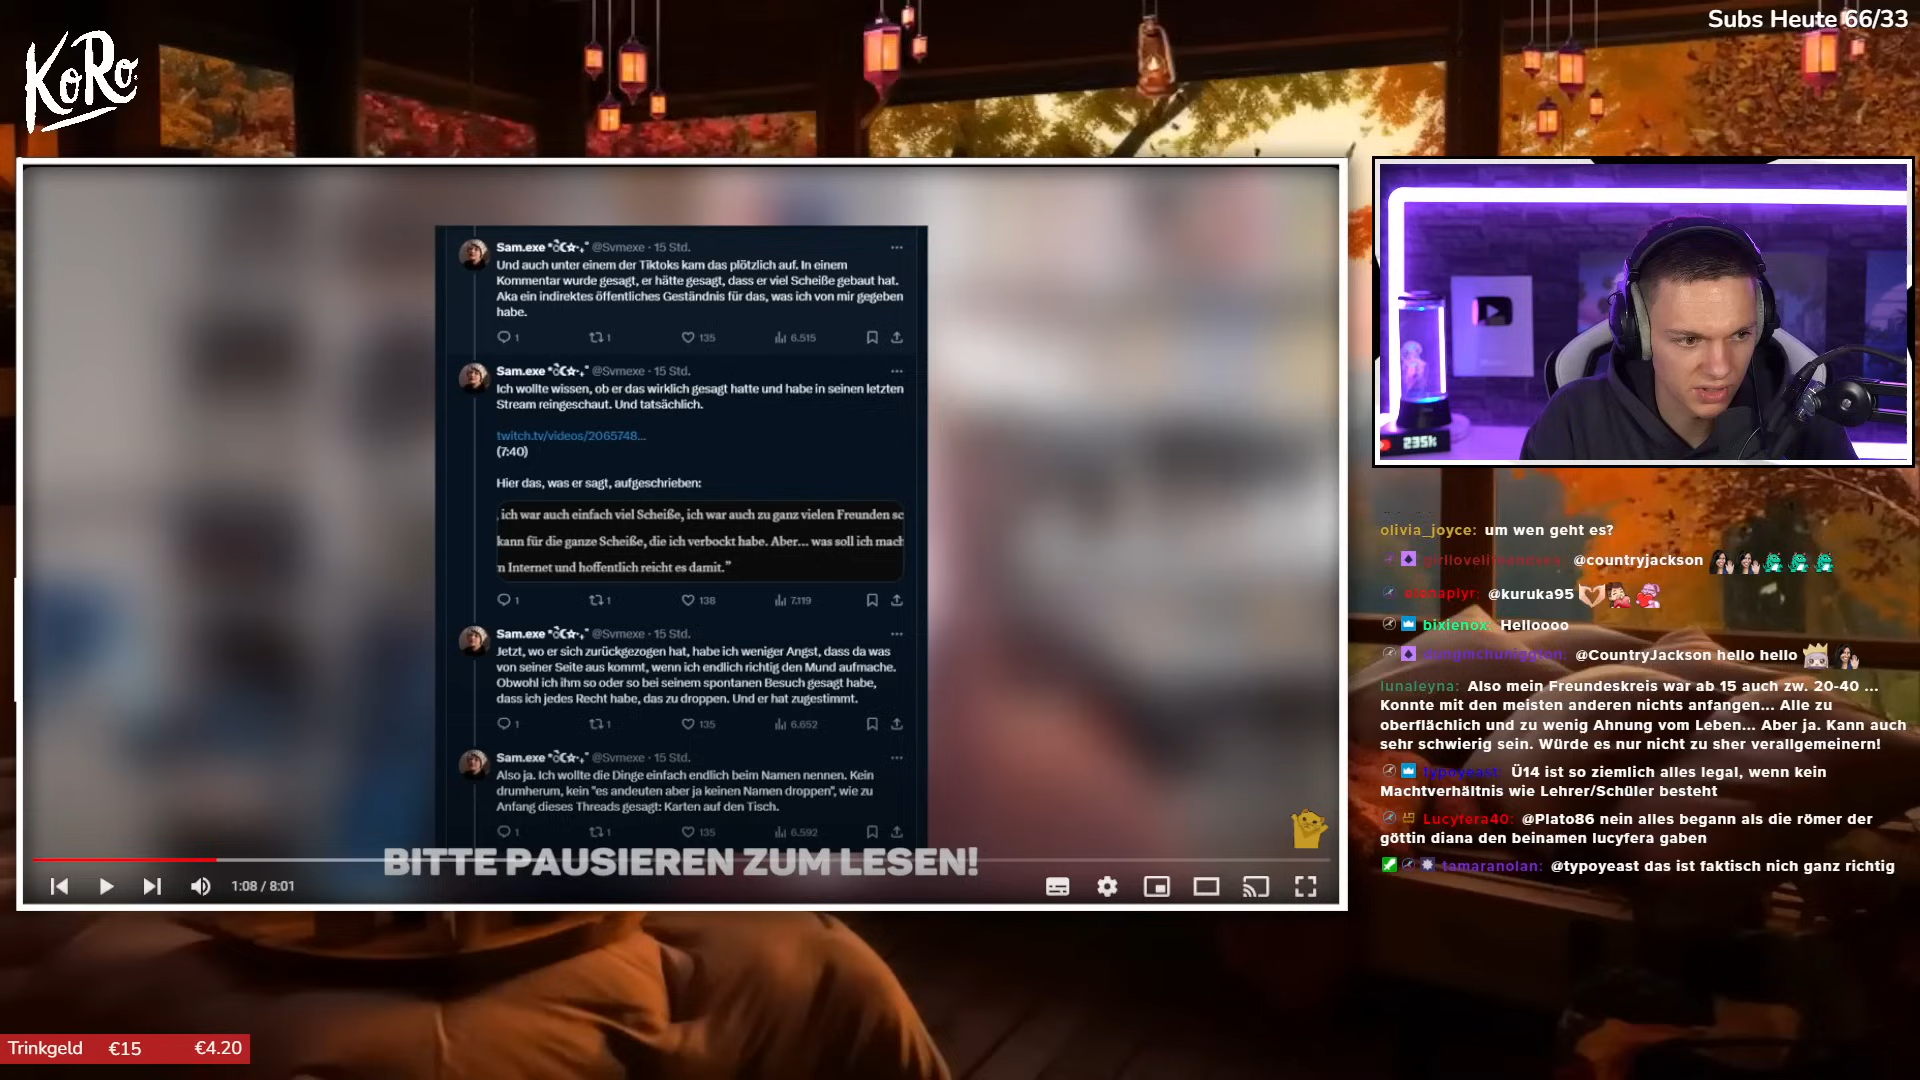 Subs Heute 66/33
KoRo
Sam.exe @Svmexe · 15 Std.
Und auch unter einem der Tiktoks kam das plötzlich auf. In einem
Kommentar wurde gesagt, er hätte gesagt, dass er viel Scheiße gebaut hat.
Aka ein indirektes öffentliches Geständnis für das, was ich von mir gegeben
habe.
1 1 135 6.515
Sam.exe @Svmexe · 15 Std.
Ich wollte wissen, ob er das wirklich gesagt hatte und habe in seinen letzten
Stream reingeschaut. Und tatsächlich.
twitch.tv/videos/2065748...
(7:40)
Hier das, was er sagt, aufgeschrieben:
, ich war auch einfach viel Scheiße, ich war auch zu ganz vielen Freunden sc
kann für die ganze Scheiße, die ich verbockt habe. Aber... was soll ich mach
n Internet und hoffentlich reicht es damit.”
1 1 138 7.119
Sam.exe @Svmexe · 15 Std.
Jetzt, wo er sich zurückgezogen hat, habe ich weniger Angst, dass da was
von seiner Seite aus kommt, wenn ich endlich richtig den Mund aufmache.
Obwohl ich ihm so oder so bei seinem spontanen Besuch gesagt habe,
dass ich jedes Recht habe, das zu droppen. Und er hat zugestimmt.
1 1 135 6.652
Sam.exe @Svmexe · 15 Std.
Also ja. Ich wollte die Dinge einfach endlich beim Namen nennen. Kein
drumherum, kein "es andeuten aber ja keinen Namen droppen", wie zu
Anfang dieses Threads gesagt: Karten auf den Tisch.
1 1 135 6.592
BITTE PAUSIEREN ZUM LESEN!
1:08 / 8:01
235k
olivia_joyce: um wen geht es?
@countryjackson
elenaplyr: @kuruka95
bixienox: Helloooo
@CountryJackson hello hello
lunaleyna: Also mein Freundeskreis war ab 15 auch zw. 20-40 ...
Konnte mit den meisten anderen nichts anfangen... Alle zu
oberflächlich und zu wenig Ahnung vom Leben... Aber ja. Kann auch
sehr schwierig sein. Würde es nur nicht zu sher verallgemeinern!
typoyeast: Ü14 ist so ziemlich alles legal, wenn kein
Machtverhältnis wie Lehrer/Schüler besteht
Lucyfera40: @Plato86 nein alles begann als die römer der
göttin diana den beinamen lucyfera gaben
tamaranolan: @typoyeast das ist faktisch nich ganz richtig
Trinkgeld €15 €4.20